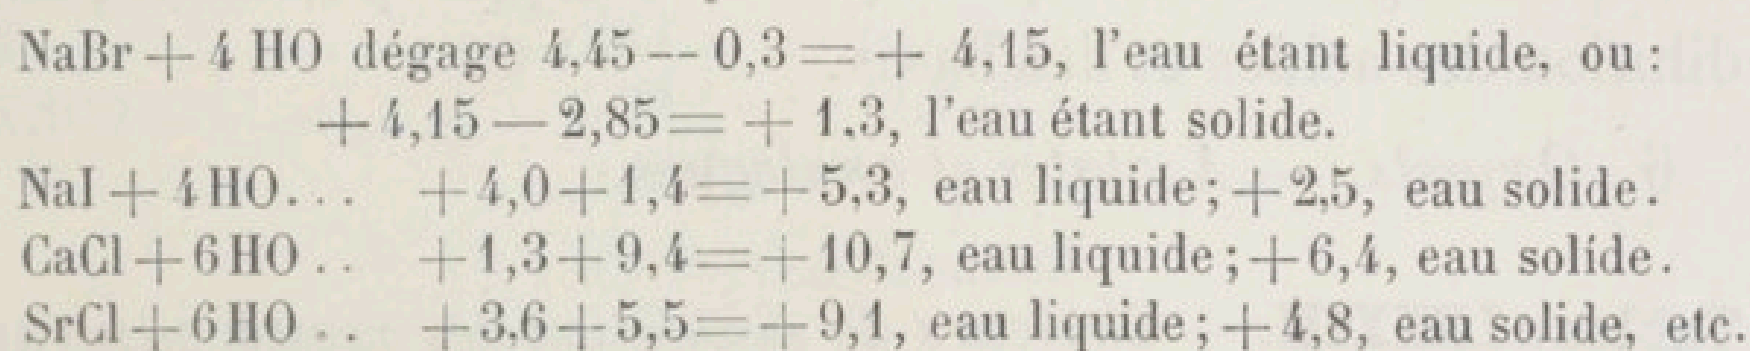 NaBr + 4 HO dégage 4,45 -- 0,3 = + 4,15, l'eau étant liquide, ou :
+ 4,15 — 2,85 = + 1.3, l'eau étant solide.
NaI + 4 HO... + 4,0 + 1,4 = + 5,3, eau liquide ; + 2,5, eau solide.
CaCl + 6 HO .. + 1,3 + 9,4 = + 10,7, eau liquide ; + 6,4, eau solide.
SrCl + 6 HO .. + 3.6 + 5,5 = + 9,1, eau liquide ; + 4,8, eau solide, etc.